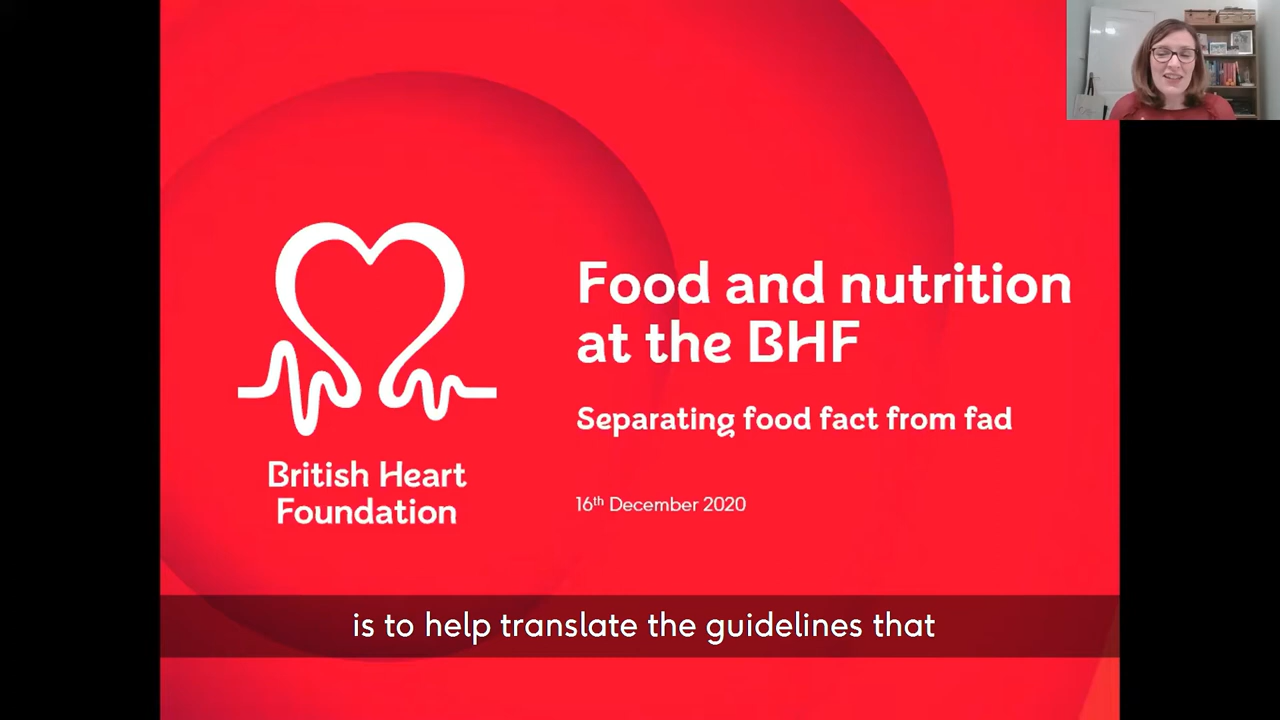 Food and nutrition
at the BHF
Separating food fact from fad
16th December 2020
British Heart
Foundation
is to help translate the guidelines that